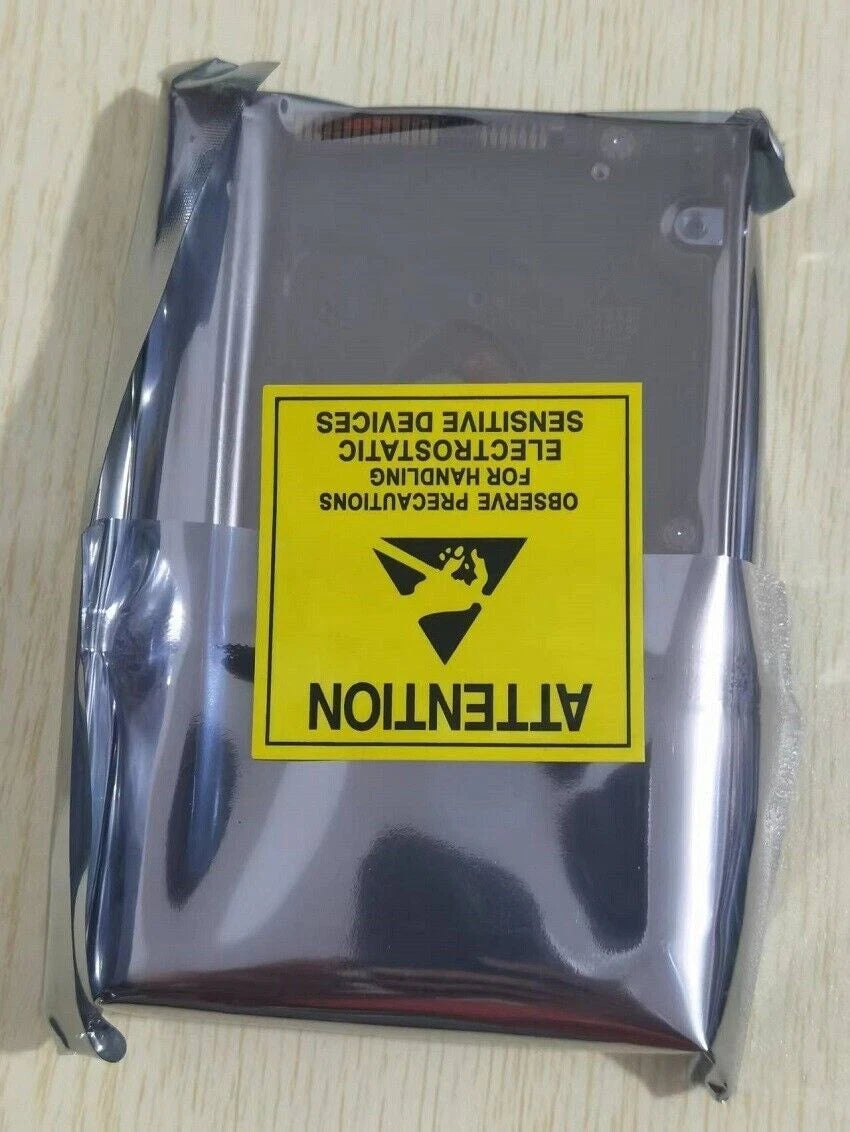 ATTENTION
OBSERVE PRECAUTIONS
FOR HANDLING
ELECTROSTATIC
SENSITIVE DEVICES